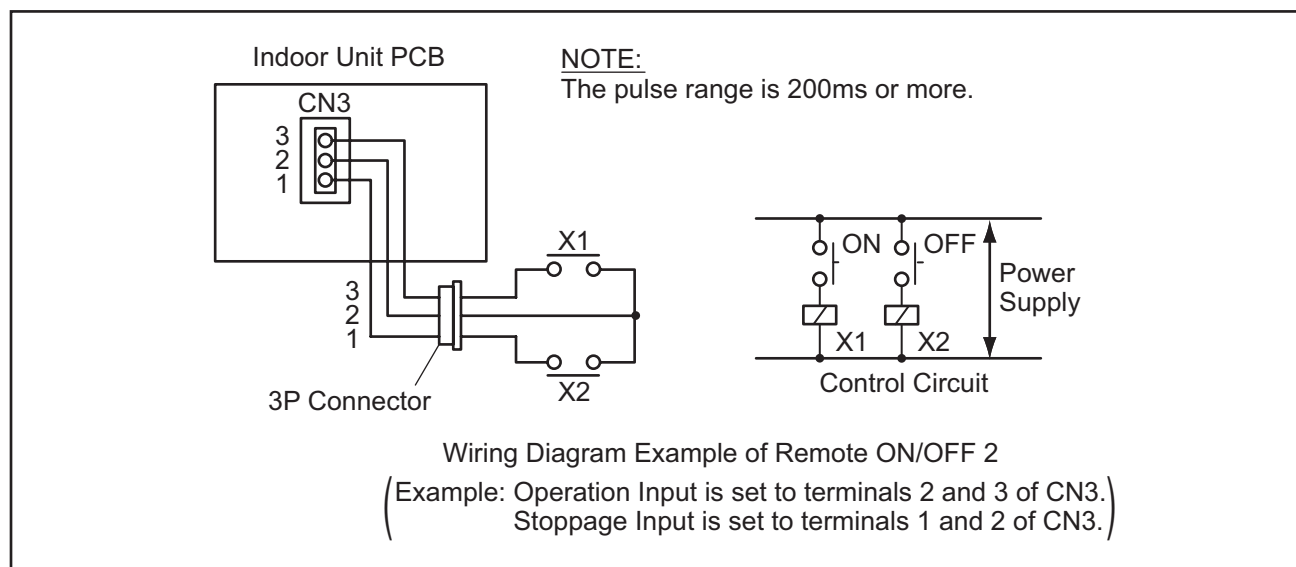 Indoor Unit PCB
NOTE:
The pulse range is 200ms or more.
CN3
3
2
1
X1
3
2
1
X2
3P Connector
ON OFF
Power
Supply
X1 X2
Control Circuit
Wiring Diagram Example of Remote ON/OFF 2
(Example: Operation Input is set to terminals 2 and 3 of CN3.
Stoppage Input is set to terminals 1 and 2 of CN3.)